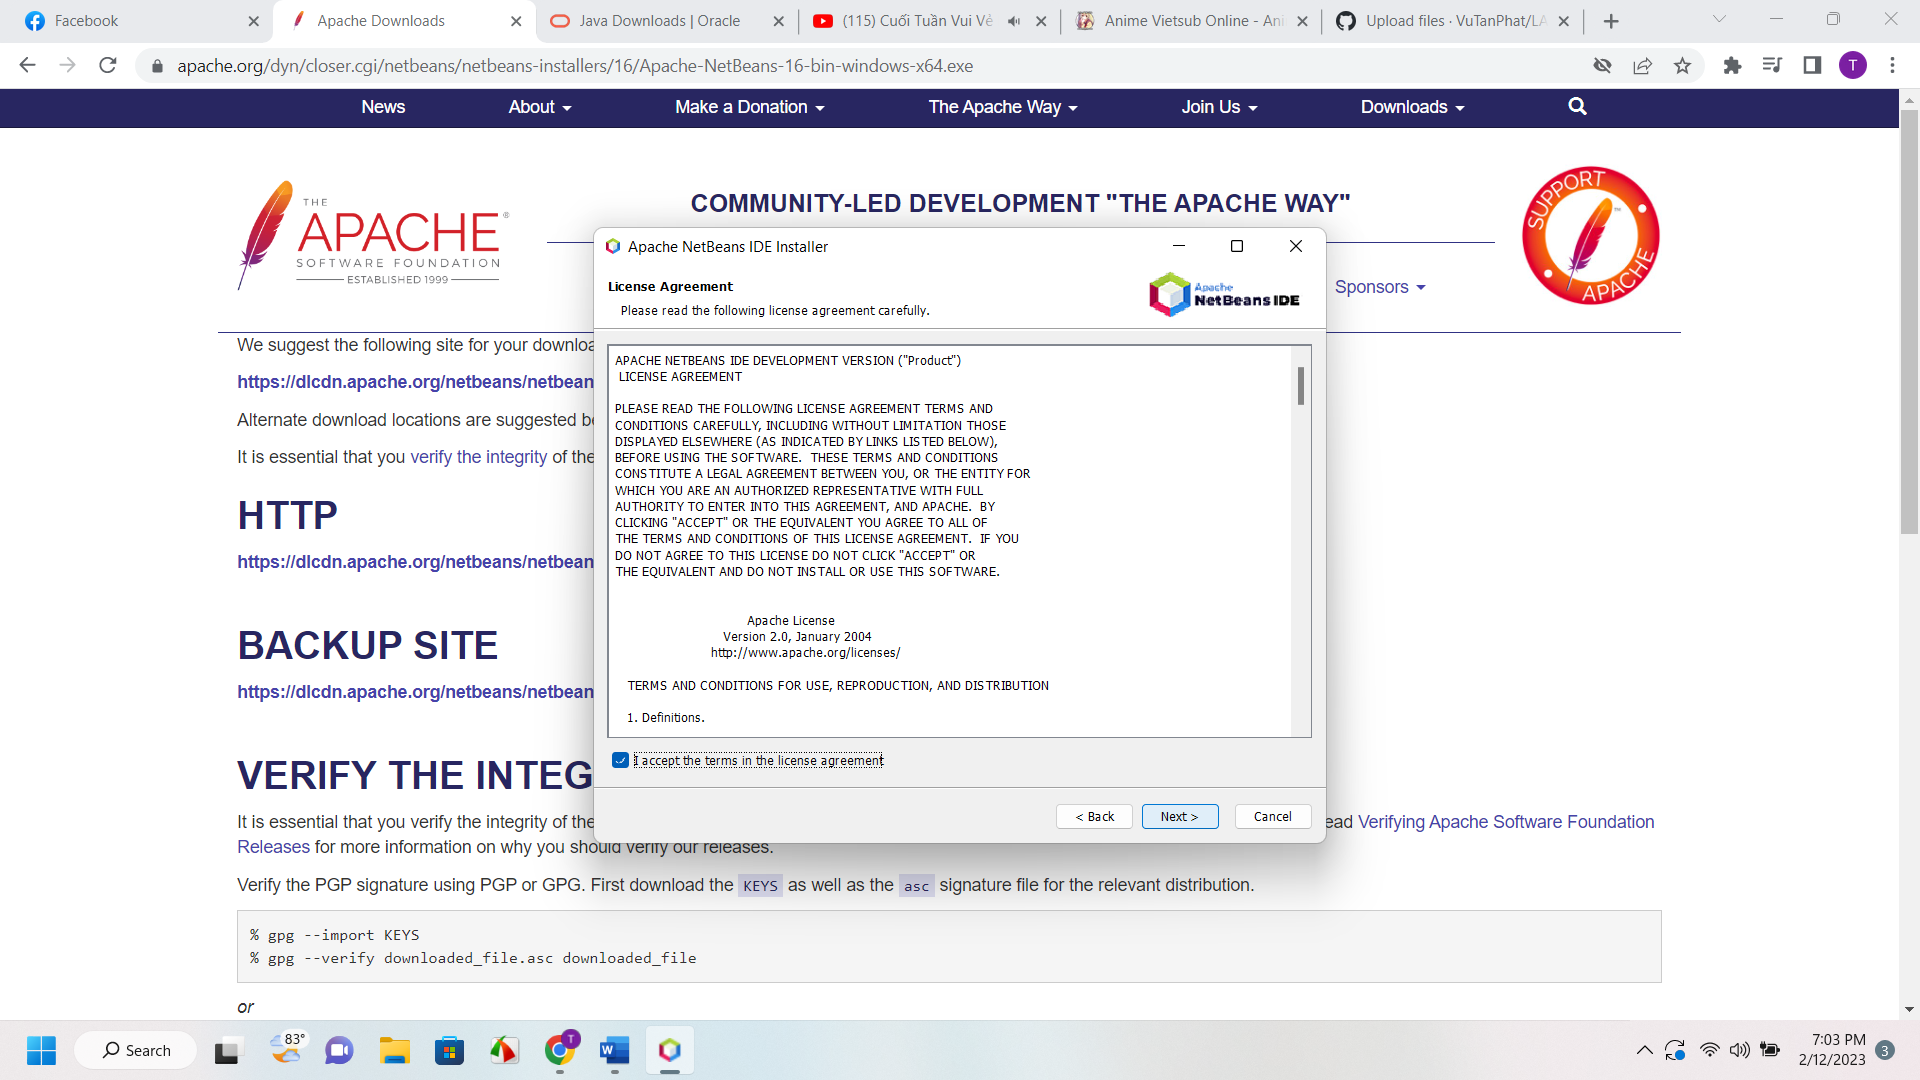 Facebook
Apache Downloads
Java Downloads | Oracle
(115) Cuối Tuần Vui Vẻ
Anime Vietsub Online - Ani
Upload files · VuTanPhat/LA
apache.org/dyn/closer.cgi/netbeans/netbeans-installers/16/Apache-NetBeans-16-bin-windows-x64.exe
T
News
About
Make a Donation
The Apache Way
Join Us
Downloads
THE
APACHE®
SOFTWARE FOUNDATION
ESTABLISHED 1999
COMMUNITY-LED DEVELOPMENT "THE APACHE WAY"
Sponsors
SUPPORT
APACHE
We suggest the following site for your downloa
https://dlcdn.apache.org/netbeans/netbean
Alternate download locations are suggested be
It is essential that you verify the integrity of the
HTTP
https://dlcdn.apache.org/netbeans/netbean
BACKUP SITE
https://dlcdn.apache.org/netbeans/netbean
VERIFY THE INTEG
It is essential that you verify the integrity of the
ead Verifying Apache Software Foundation
Releases for more information on why you should verify our releases.
Verify the PGP signature using PGP or GPG. First download the KEYS as well as the asc signature file for the relevant distribution.
% gpg --import KEYS
% gpg --verify downloaded_file.asc downloaded_file
or
Apache NetBeans IDE Installer
License Agreement
Please read the following license agreement carefully.
Apache
NetBeans IDE
APACHE NETBEANS IDE DEVELOPMENT VERSION ("Product")
LICENSE AGREEMENT
PLEASE READ THE FOLLOWING LICENSE AGREEMENT TERMS AND
CONDITIONS CAREFULLY, INCLUDING WITHOUT LIMITATION THOSE
DISPLAYED ELSEWHERE (AS INDICATED BY LINKS LISTED BELOW),
BEFORE USING THE SOFTWARE. THESE TERMS AND CONDITIONS
CONSTITUTE A LEGAL AGREEMENT BETWEEN YOU, OR THE ENTITY FOR
WHICH YOU ARE AN AUTHORIZED REPRESENTATIVE WITH FULL
AUTHORITY TO ENTER INTO THIS AGREEMENT, AND APACHE. BY
CLICKING "ACCEPT" OR THE EQUIVALENT YOU AGREE TO ALL OF
THE TERMS AND CONDITIONS OF THIS LICENSE AGREEMENT. IF YOU
DO NOT AGREE TO THIS LICENSE DO NOT CLICK "ACCEPT" OR
THE EQUIVALENT AND DO NOT INSTALL OR USE THIS SOFTWARE.
Apache License
Version 2.0, January 2004
http://www.apache.org/licenses/
TERMS AND CONDITIONS FOR USE, REPRODUCTION, AND DISTRIBUTION
1. Definitions.
I accept the terms in the license agreement
< Back
Next >
Cancel
Search
83°
T
7:03 PM
2/12/2023
3